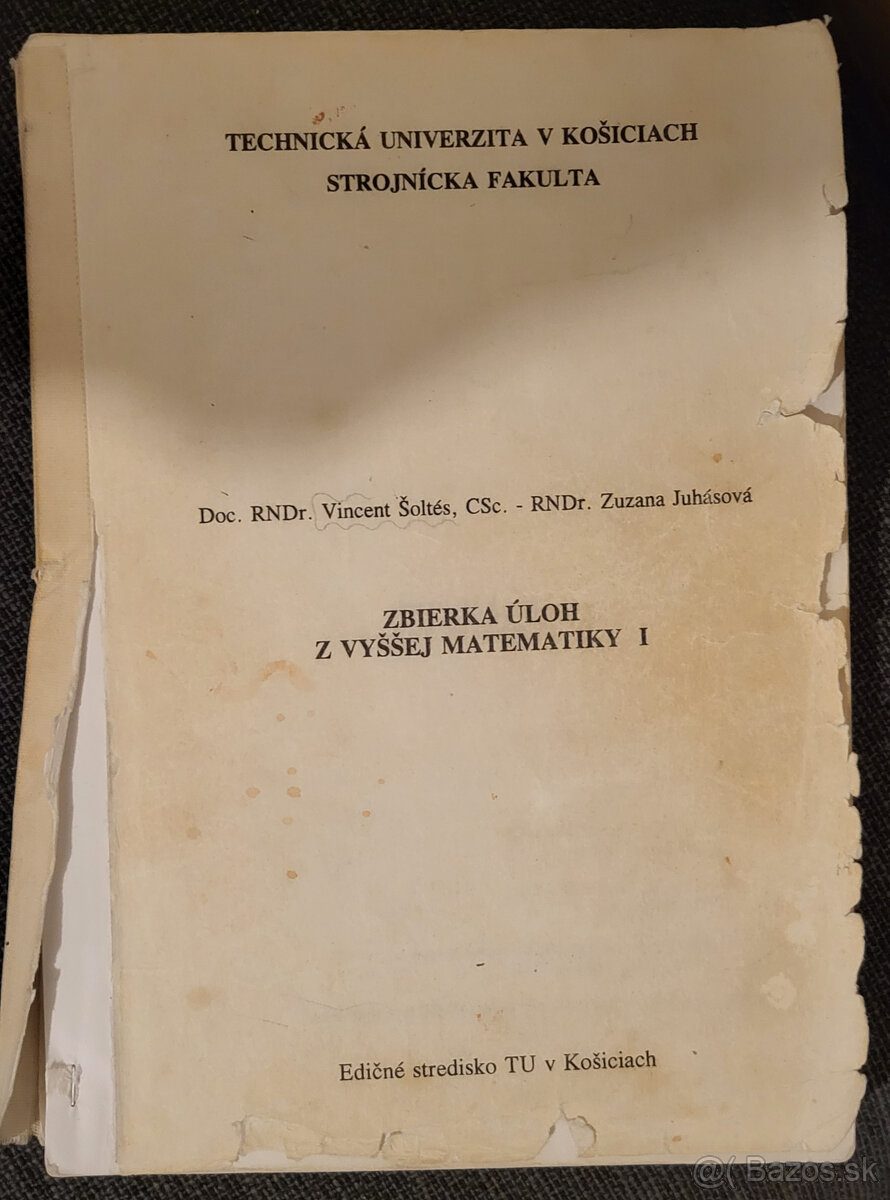 TECHNICKÁ UNIVERZITA V KOŠICIACH
STROJNÍCKA FAKULTA
Doc. RNDr. Vincent Šoltés, CSc. - RNDr. Zuzana Juhásová
ZBIERKA ÚLOH
Z VYŠŠEJ MATEMATIKY I
Edičné stredisko TU v Košiciach
@( Bazos.sk